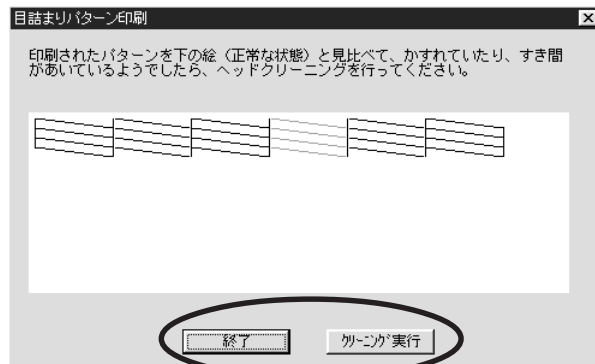 目詰まりパターン印刷
印刷されたパターンを下の絵（正常な状態）と見比べて、かすれていたり、すき間
があいているようでしたら、ヘッドクリーニングを行ってください。
終了
ｸﾘｰﾆﾝｸﾞ実行